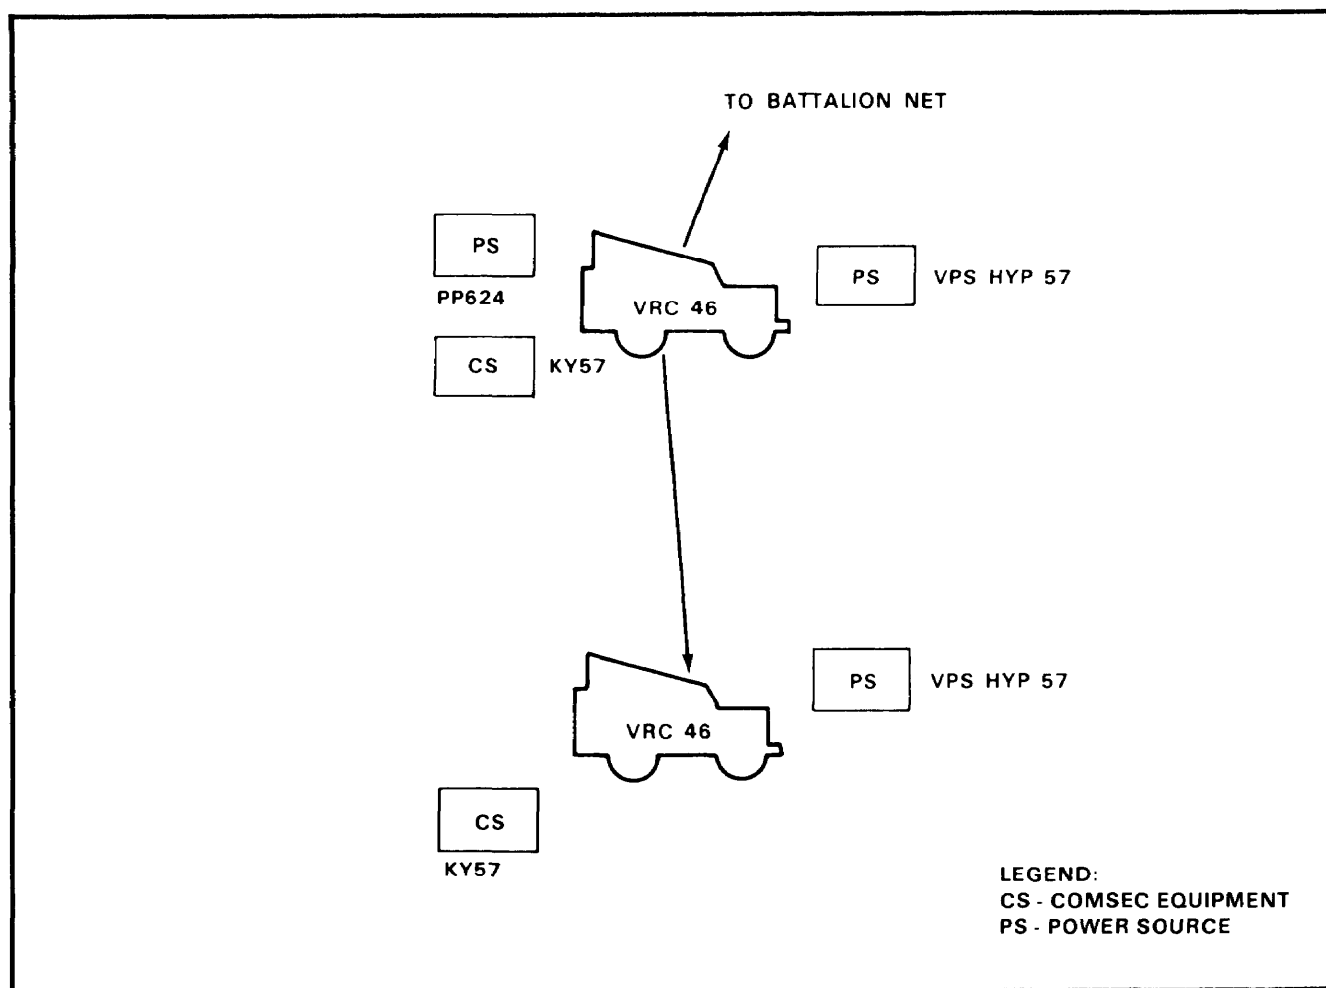 TO BATTALION NET
PS
PP624
VRC 46
PS VPS HYP 57
CS KY57
VRC 46
PS VPS HYP 57
CS
KY57
LEGEND:
CS - COMSEC EQUIPMENT
PS - POWER SOURCE